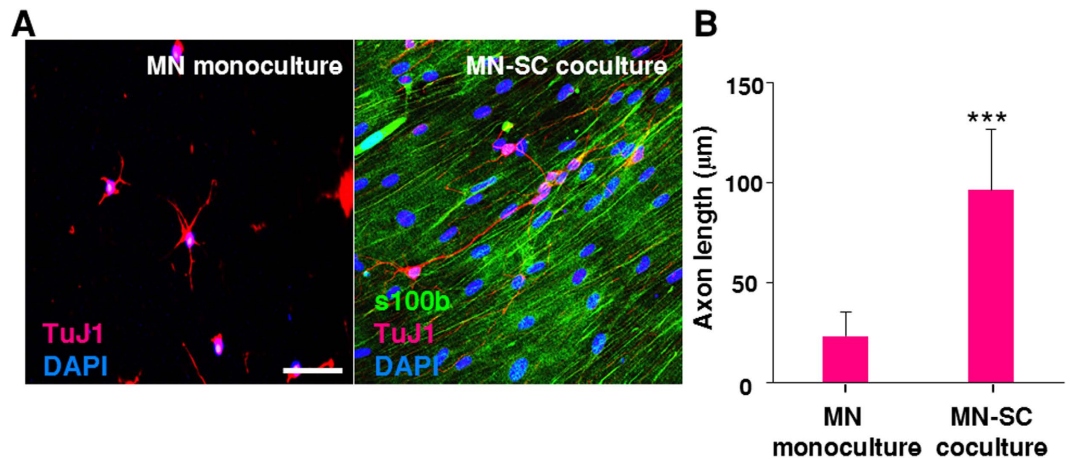 A
MN monoculture
TuJ1
DAPI
MN-SC coculture
s100b
TuJ1
DAPI
B
Axon length (μm)
150
100
50
0
***
MN
monoculture
MN-SC
coculture